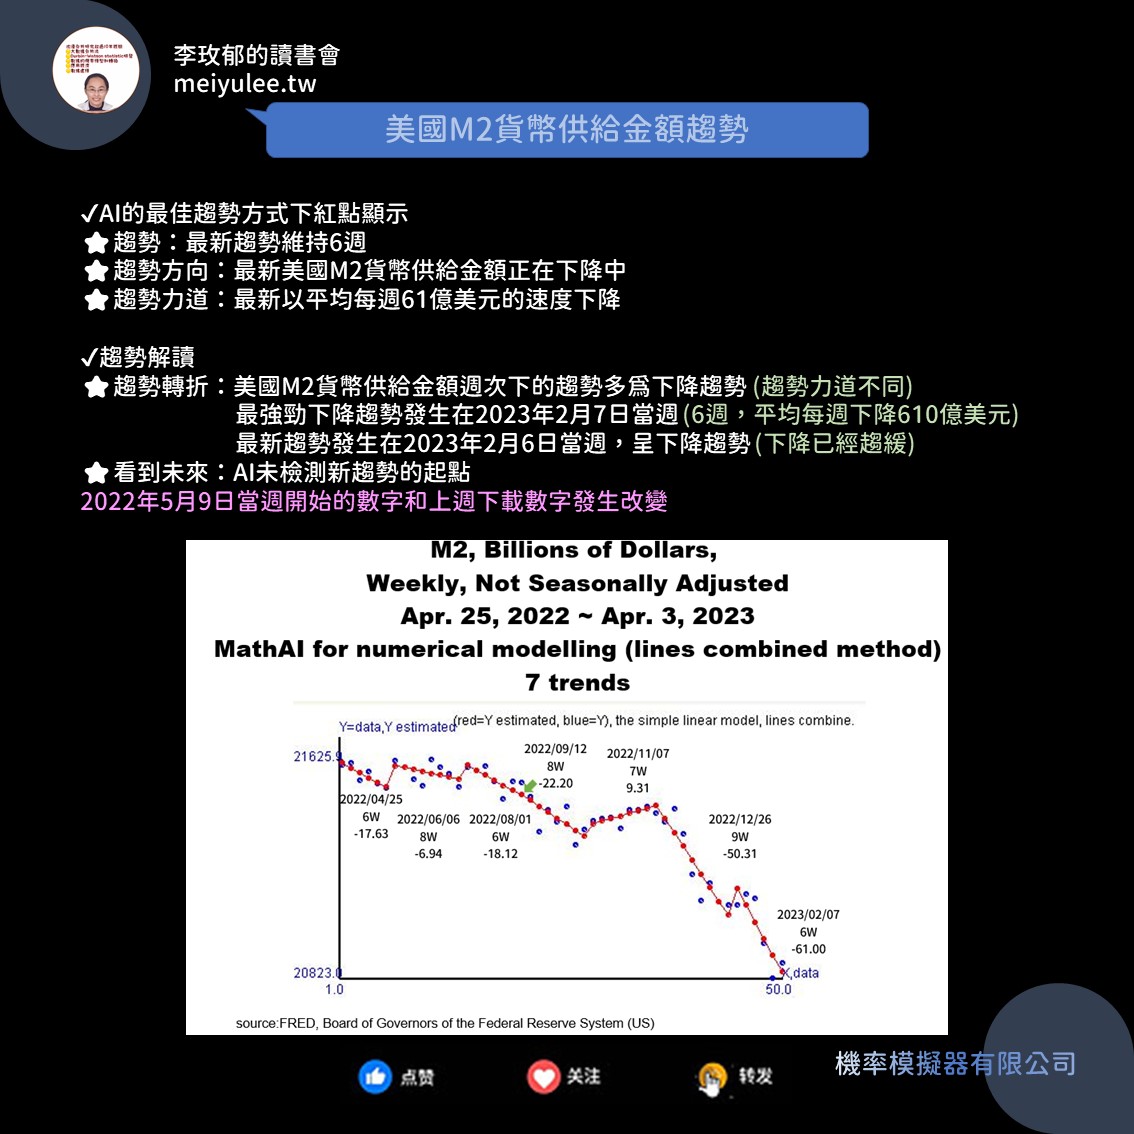 李玫郁的讀書會
meiyulee.tw
美國M2貨幣供給金額趨勢
✓AI的最佳趨勢方式下紅點顯示
★趨勢：最新趨勢維持6週
★趨勢方向：最新美國M2貨幣供給金額正在下降中
★趨勢力道：最新以平均每週61億美元的速度下降
✓趨勢解讀
★趨勢轉折：美國M2貨幣供給金額週次下的趨勢多為下降趨勢 (趨勢力道不同)
最強勁下降趨勢發生在2023年2月7日當週 (6週，平均每週下降610億美元)
最新趨勢發生在2023年2月6日當週，呈下降趨勢 (下降已經趨緩)
★看到未來：AI未檢測新趨勢的起點
2022年5月9日當週開始的數字和上週下載數字發生改變
M2, Billions of Dollars,
Weekly, Not Seasonally Adjusted
Apr. 25, 2022 ~ Apr. 3, 2023
MathAI for numerical modelling (lines combined method)
7 trends
Y=data,Y estimated
(red=Y estimated, blue=Y), the simple linear model, lines combine.
21625.
2022/09/12
8W
-22.20
2022/11/07
7W
9.31
2022/04/25
6W
-17.63
2022/06/06
8W
-6.94
2022/08/01
6W
-18.12
2022/12/26
9W
-50.31
2023/02/07
6W
-61.00
20823.
X,data
1.0
50.0
source:FRED, Board of Governors of the Federal Reserve System (US)
点赞
关注
转发
機率模擬器有限公司